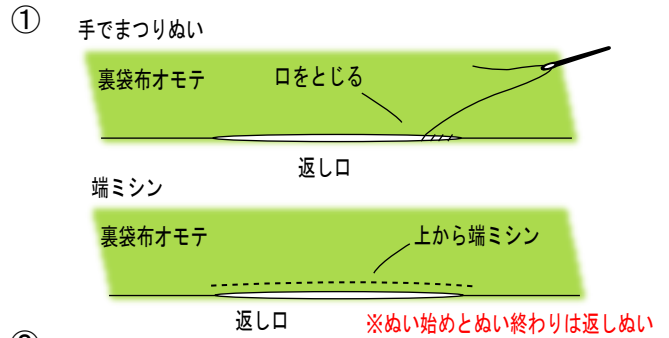 ①
手でまつりぬい
裏袋布オモテ
口をとじる
返し口
端ミシン
裏袋布オモテ
上から端ミシン
返し口
※ぬい始めとぬい終わりは返しぬい